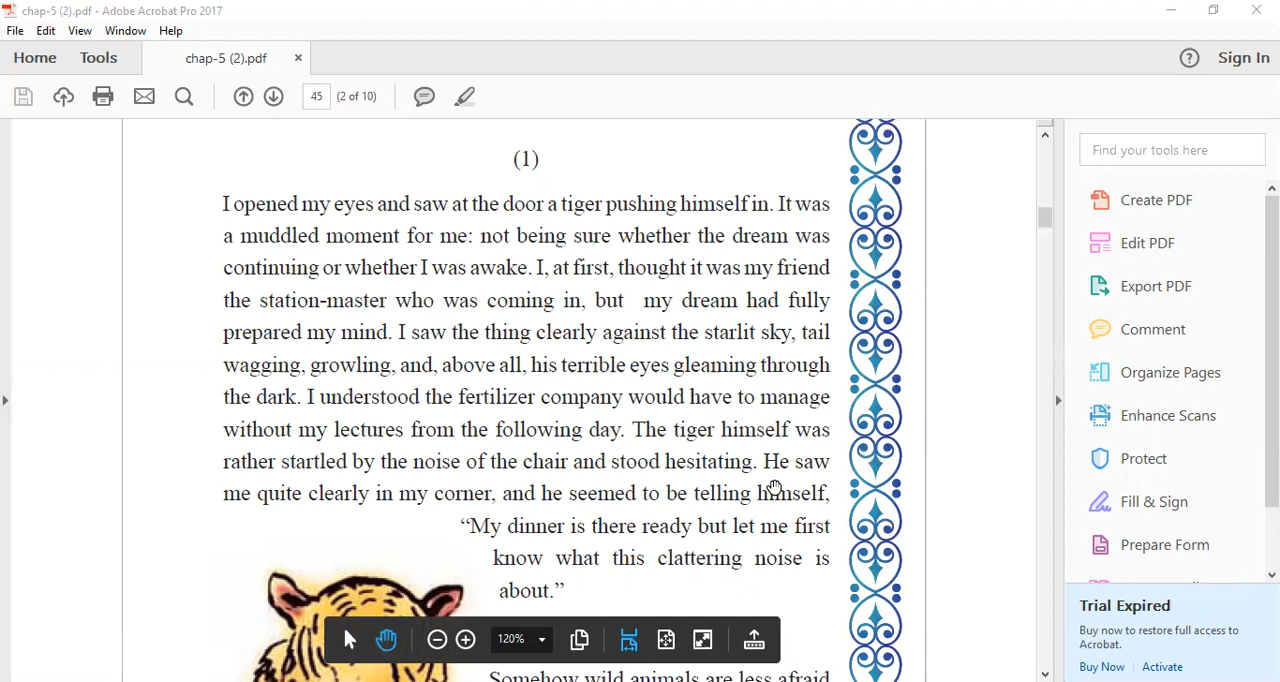 chap-5 (2).pdf - Adobe Acrobat Pro 2017
File Edit View Window Help
Home Tools chap-5 (2).pdf × ? Sign In
45 (2 of 10)
(1)
I opened my eyes and saw at the door a tiger pushing himself in. It was
a muddled moment for me: not being sure whether the dream was
continuing or whether I was awake. I, at first, thought it was my friend
the station-master who was coming in, but my dream had fully
prepared my mind. I saw the thing clearly against the starlit sky, tail
wagging, growling, and, above all, his terrible eyes gleaming through
the dark. I understood the fertilizer company would have to manage
without my lectures from the following day. The tiger himself was
rather startled by the noise of the chair and stood hesitating. He saw
me quite clearly in my corner, and he seemed to be telling himself,
“My dinner is there ready but let me first
know what this clattering noise is
about.”
Somehow wild animals are less afraid
120%
Find your tools here
Create PDF
Edit PDF
Export PDF
Comment
Organize Pages
Enhance Scans
Protect
Fill & Sign
Prepare Form
Trial Expired
Buy now to restore full access to
Acrobat.
Buy Now Activate